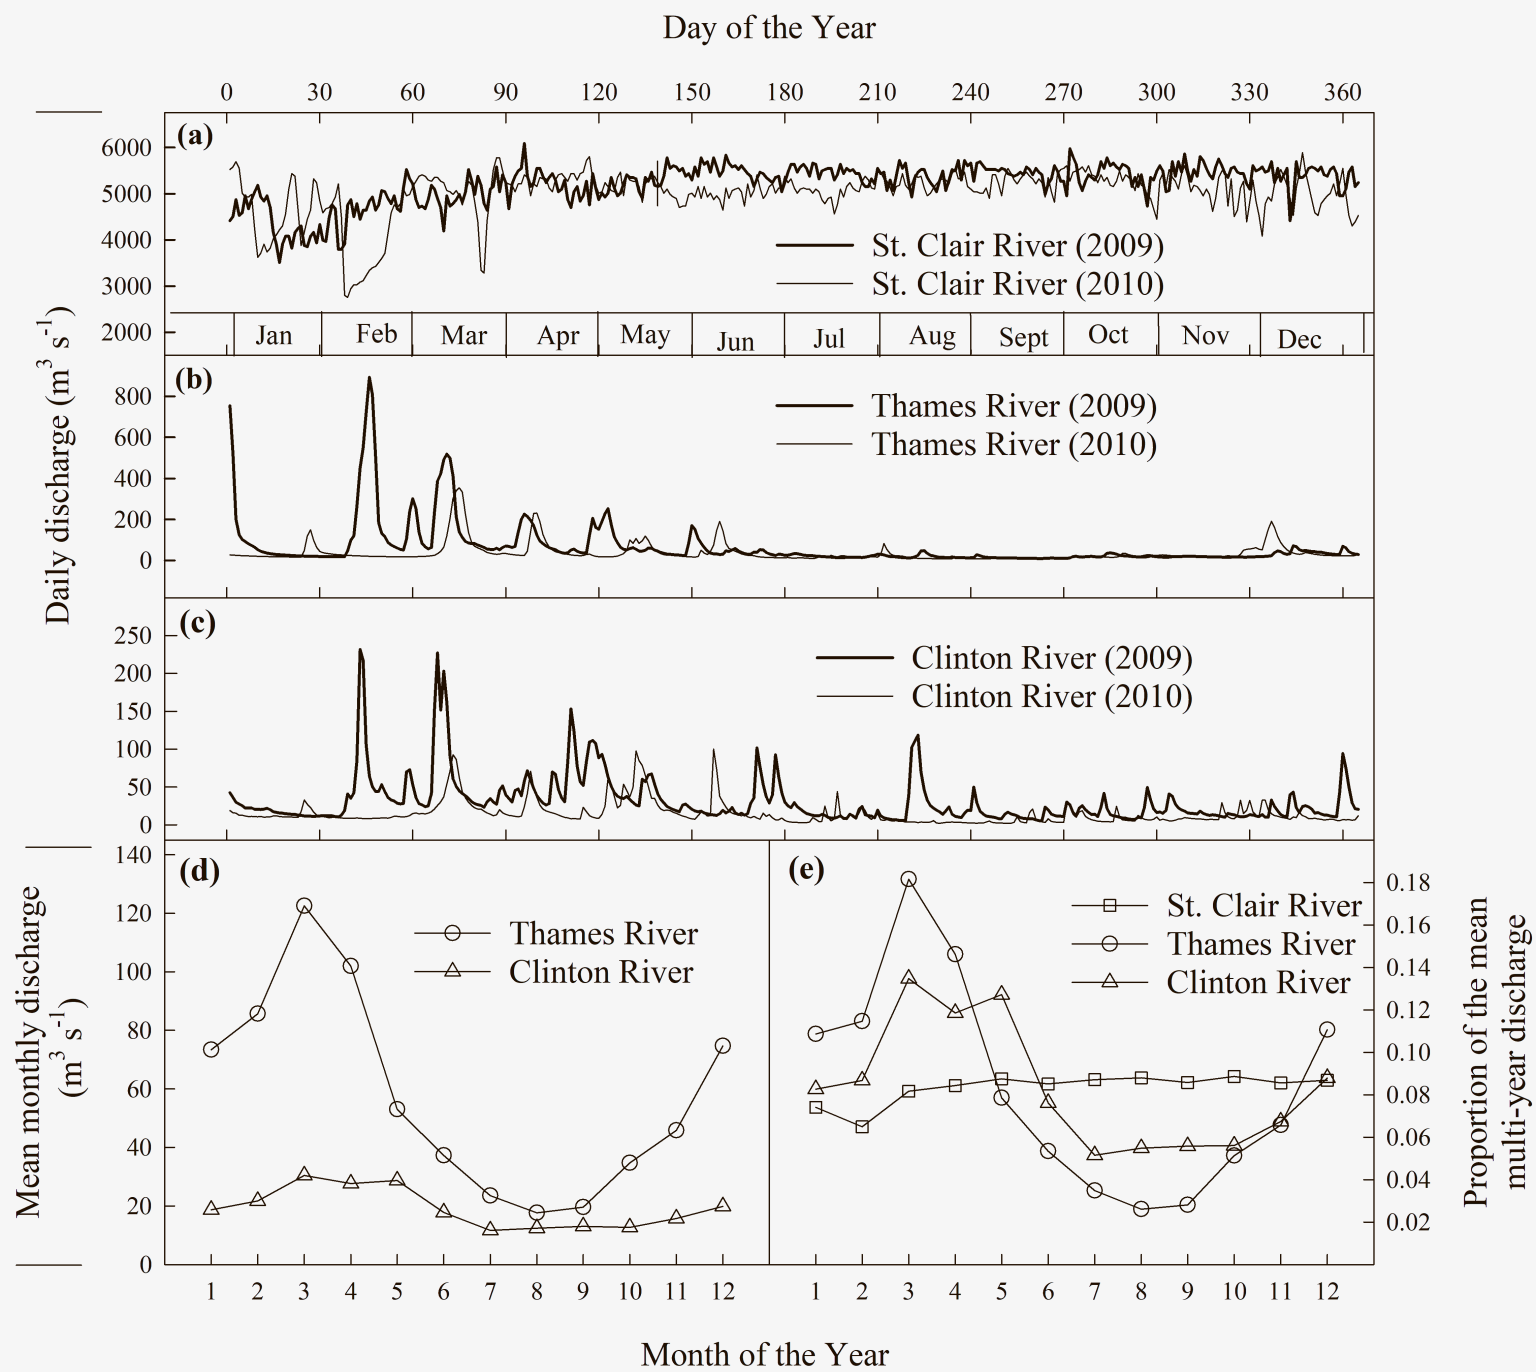 Day of the Year
0 30 60 90 120 150 180 210 240 270 300 330 360
(a)
6000
5000
4000
3000
2000
St. Clair River (2009)
St. Clair River (2010)
Jan Feb Mar Apr May Jun Jul Aug Sept Oct Nov Dec
Daily discharge (m³ s⁻¹)
(b)
800
600
400
200
0
Thames River (2009)
Thames River (2010)
(c)
250
200
150
100
50
0
Clinton River (2009)
Clinton River (2010)
Mean monthly discharge
(m³ s⁻¹)
(d)
140
120
100
80
60
40
20
0
Thames River
Clinton River
1 2 3 4 5 6 7 8 9 10 11 12
(e)
St. Clair River
Thames River
Clinton River
0.18
0.16
0.14
0.12
0.10
0.08
0.06
0.04
0.02
Proportion of the mean
multi-year discharge
1 2 3 4 5 6 7 8 9 10 11 12
Month of the Year